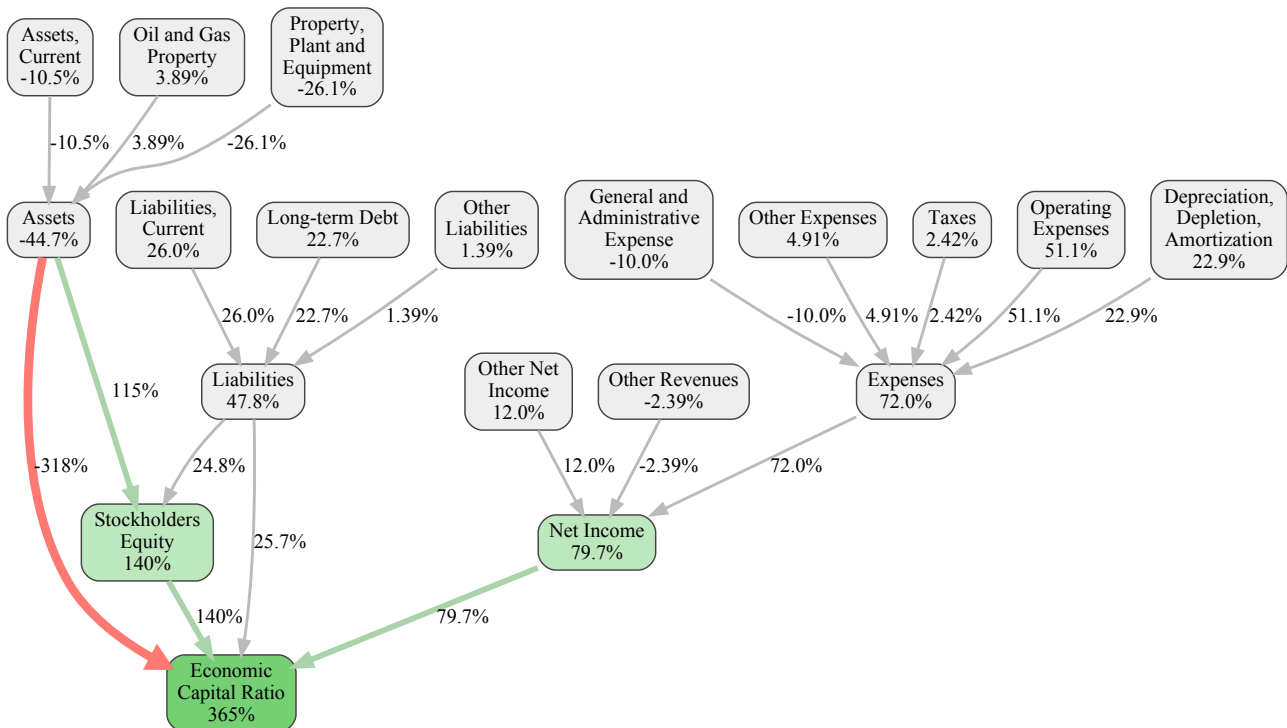 Assets,
Current
-10.5%
Oil and Gas
Property
3.89%
Property,
Plant and
Equipment
-26.1%
-10.5%
3.89%
-26.1%
Assets
-44.7%
Liabilities,
Current
26.0%
Long-term Debt
22.7%
Other
Liabilities
1.39%
General and
Administrative
Expense
-10.0%
Other Expenses
4.91%
Taxes
2.42%
Operating
Expenses
51.1%
Depreciation,
Depletion,
Amortization
22.9%
26.0%
22.7%
1.39%
-10.0%
4.91%
2.42%
51.1%
22.9%
115%
Liabilities
47.8%
Other Net
Income
12.0%
Other Revenues
-2.39%
Expenses
72.0%
-318%
24.8%
12.0%
-2.39%
72.0%
Stockholders
Equity
140%
25.7%
Net Income
79.7%
140%
79.7%
Economic
Capital Ratio
365%